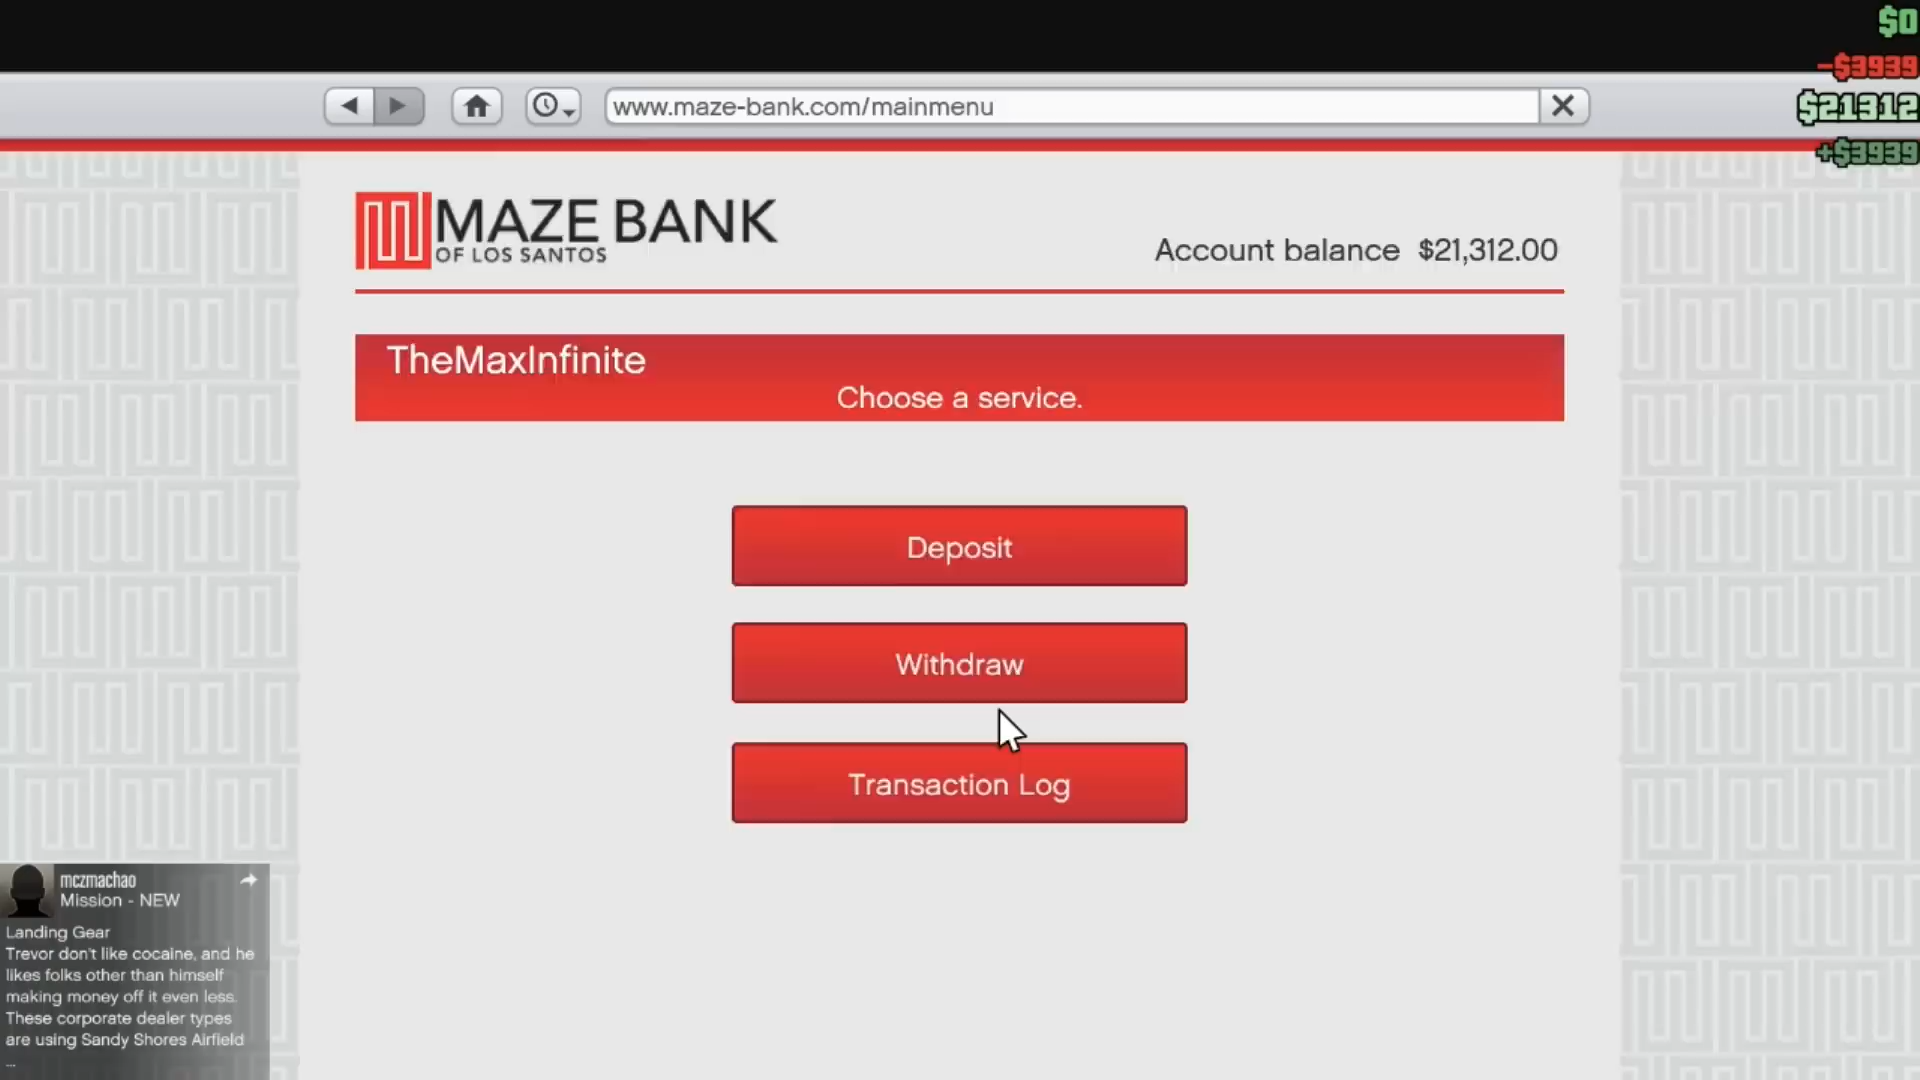 $0
-$3939
www.maze-bank.com/mainmenu
$21312
+$3939
MAZE BANK
OF LOS SANTOS
Account balance $21,312.00
TheMaxInfinite
Choose a service.
Deposit
Withdraw
Transaction Log
mczmachao
Mission - NEW
Landing Gear
Trevor don't like cocaine, and he
likes folks other than himself
making money off it even less.
These corporate dealer types
are using Sandy Shores Airfield
...